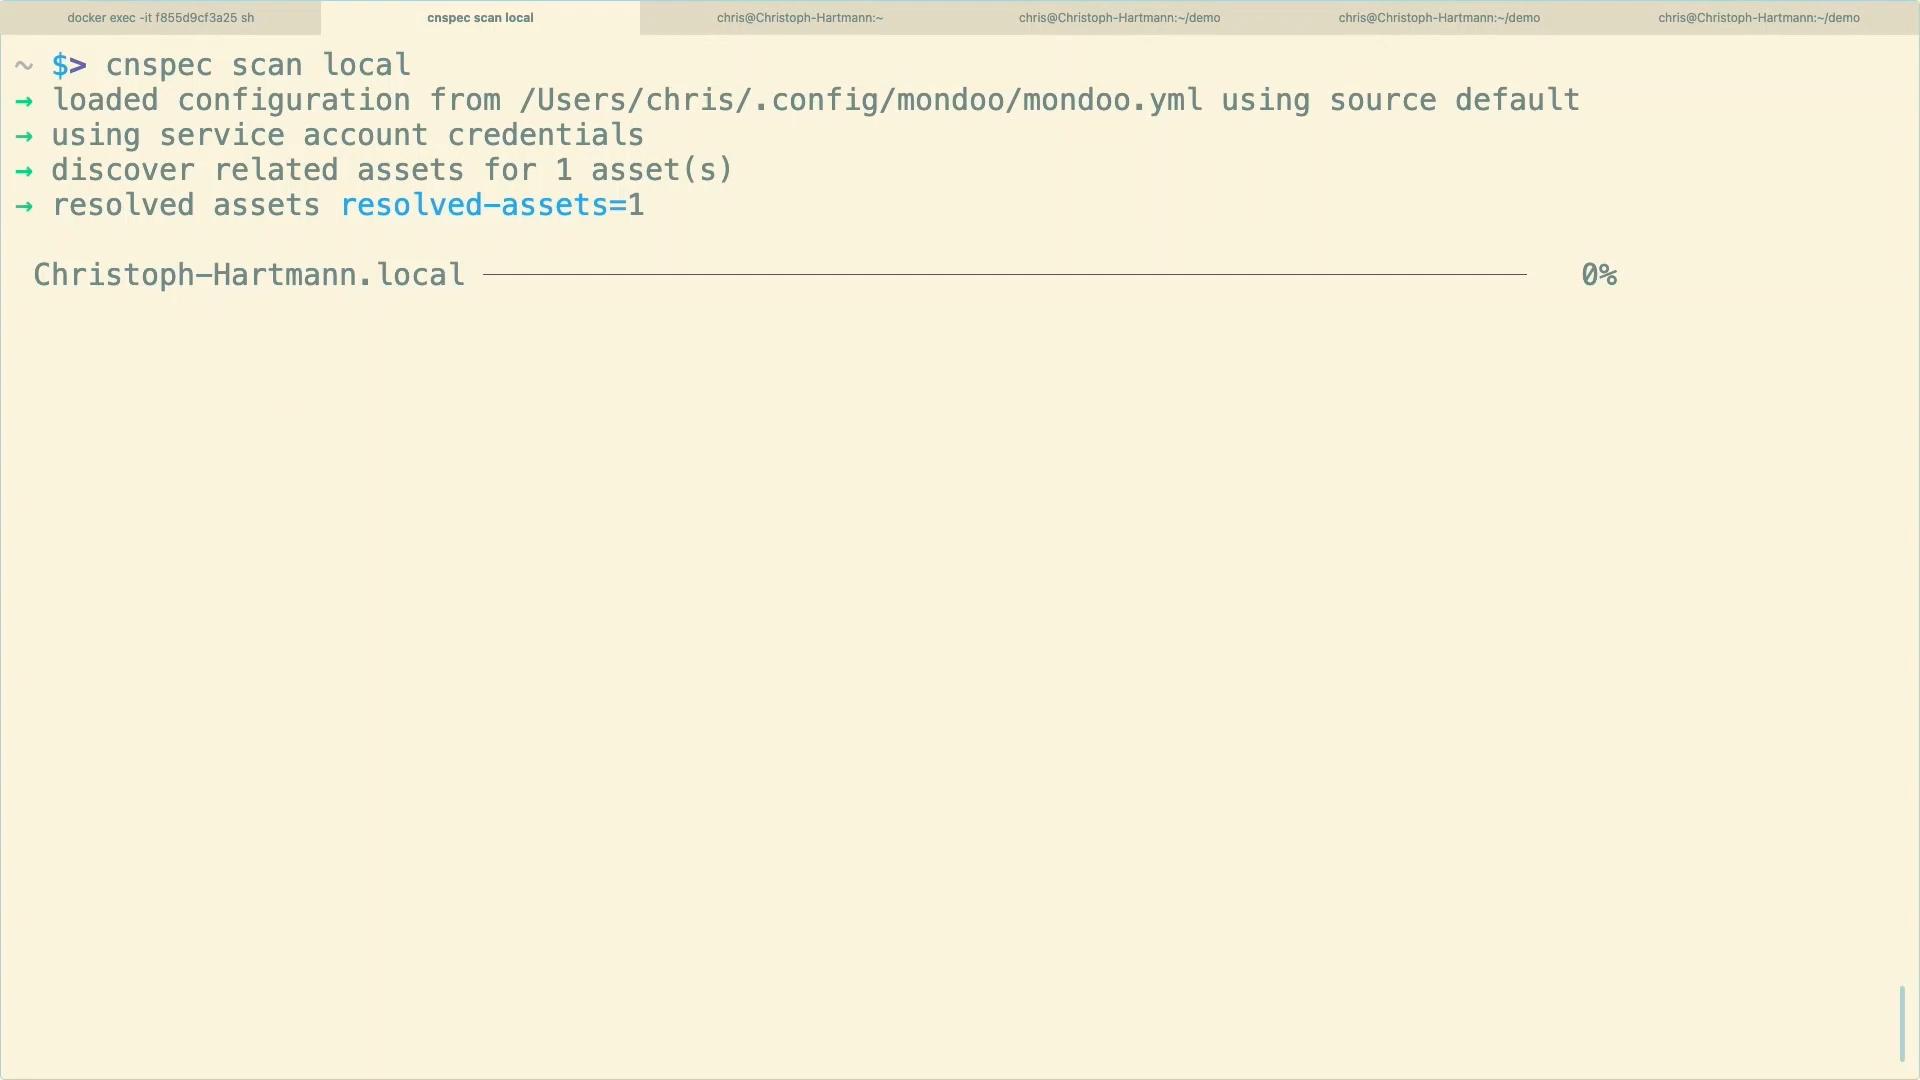 docker exec -it f855d9cf3a25 sh
cnspec scan local
chris@Christoph-Hartmann:~
chris@Christoph-Hartmann:~/demo
chris@Christoph-Hartmann:~/demo
chris@Christoph-Hartmann:~/demo
~ $> cnspec scan local
→ loaded configuration from /Users/chris/.config/mondoo/mondoo.yml using source default
→ using service account credentials
→ discover related assets for 1 asset(s)
→ resolved assets resolved-assets=1
Christoph-Hartmann.local 0%